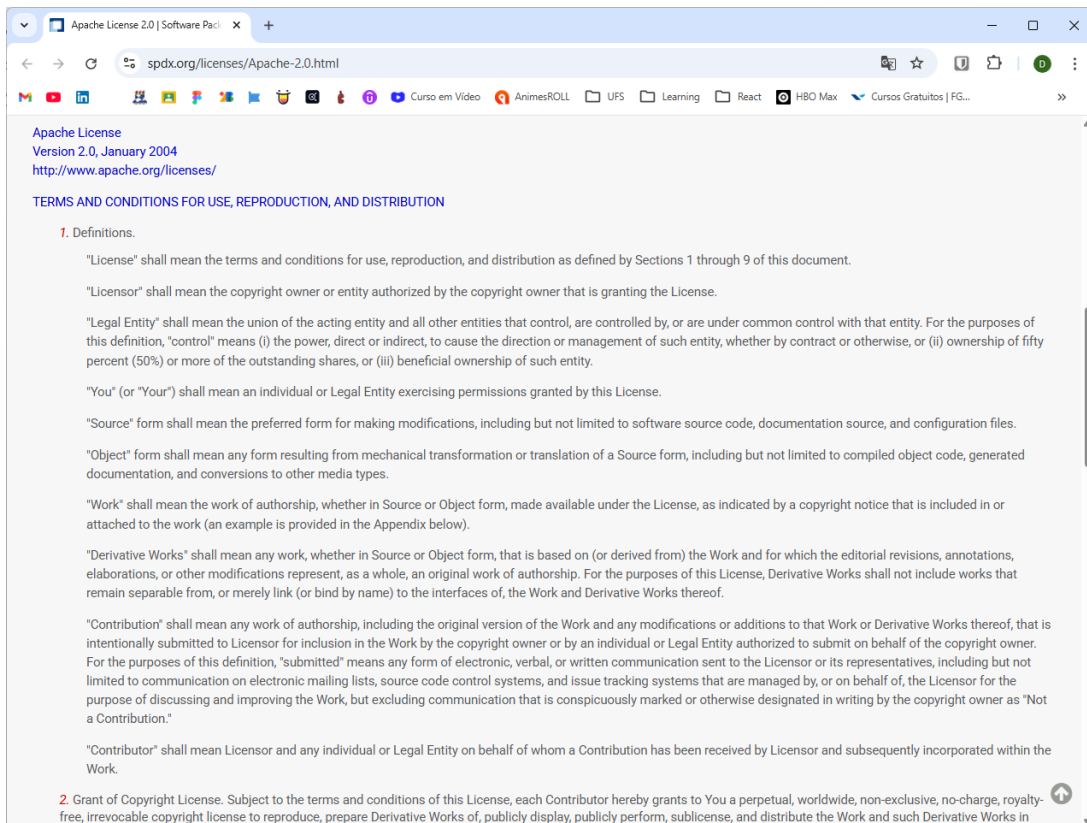 Apache License 2.0 | Software Pack
spdx.org/licenses/Apache-2.0.html
D
Curso em Vídeo
AnimesROLL
UFS
Learning
React
HBO Max
Cursos Gratuitos | FG...
Apache License
Version 2.0, January 2004
http://www.apache.org/licenses/
TERMS AND CONDITIONS FOR USE, REPRODUCTION, AND DISTRIBUTION
1. Definitions.
"License" shall mean the terms and conditions for use, reproduction, and distribution as defined by Sections 1 through 9 of this document.
"Licensor" shall mean the copyright owner or entity authorized by the copyright owner that is granting the License.
"Legal Entity" shall mean the union of the acting entity and all other entities that control, are controlled by, or are under common control with that entity. For the purposes of
this definition, "control" means (i) the power, direct or indirect, to cause the direction or management of such entity, whether by contract or otherwise, or (ii) ownership of fifty
percent (50%) or more of the outstanding shares, or (iii) beneficial ownership of such entity.
"You" (or "Your") shall mean an individual or Legal Entity exercising permissions granted by this License.
"Source" form shall mean the preferred form for making modifications, including but not limited to software source code, documentation source, and configuration files.
"Object" form shall mean any form resulting from mechanical transformation or translation of a Source form, including but not limited to compiled object code, generated
documentation, and conversions to other media types.
"Work" shall mean the work of authorship, whether in Source or Object form, made available under the License, as indicated by a copyright notice that is included in or
attached to the work (an example is provided in the Appendix below).
"Derivative Works" shall mean any work, whether in Source or Object form, that is based on (or derived from) the Work and for which the editorial revisions, annotations,
elaborations, or other modifications represent, as a whole, an original work of authorship. For the purposes of this License, Derivative Works shall not include works that
remain separable from, or merely link (or bind by name) to the interfaces of, the Work and Derivative Works thereof.
"Contribution" shall mean any work of authorship, including the original version of the Work and any modifications or additions to that Work or Derivative Works thereof, that is
intentionally submitted to Licensor for inclusion in the Work by the copyright owner or by an individual or Legal Entity authorized to submit on behalf of the copyright owner.
For the purposes of this definition, "submitted" means any form of electronic, verbal, or written communication sent to the Licensor or its representatives, including but not
limited to communication on electronic mailing lists, source code control systems, and issue tracking systems that are managed by, or on behalf of, the Licensor for the
purpose of discussing and improving the Work, but excluding communication that is conspicuously marked or otherwise designated in writing by the copyright owner as "Not
a Contribution."
"Contributor" shall mean Licensor and any individual or Legal Entity on behalf of whom a Contribution has been received by Licensor and subsequently incorporated within the
Work.
2. Grant of Copyright License. Subject to the terms and conditions of this License, each Contributor hereby grants to You a perpetual, worldwide, non-exclusive, no-charge, royalty-
free, irrevocable copyright license to reproduce, prepare Derivative Works of, publicly display, publicly perform, sublicense, and distribute the Work and such Derivative Works in